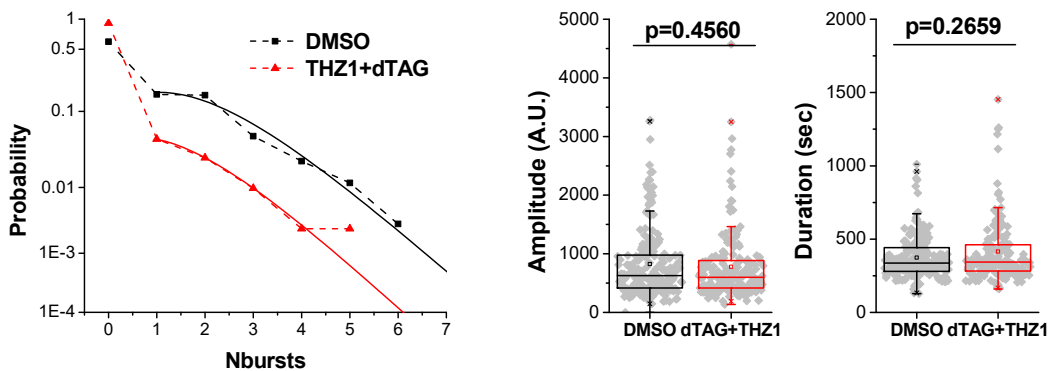 1
0.5
0.1
0.01
1E-3
1E-4
Probability
DMSO
THZ1+dTAG
0 1 2 3 4 5 6 7
Nbursts
5000
4000
3000
2000
1000
0
Amplitude (A.U.)
p=0.4560
DMSO dTAG+THZ1
2000
1500
1000
500
0
Duration (sec)
p=0.2659
DMSO dTAG+THZ1